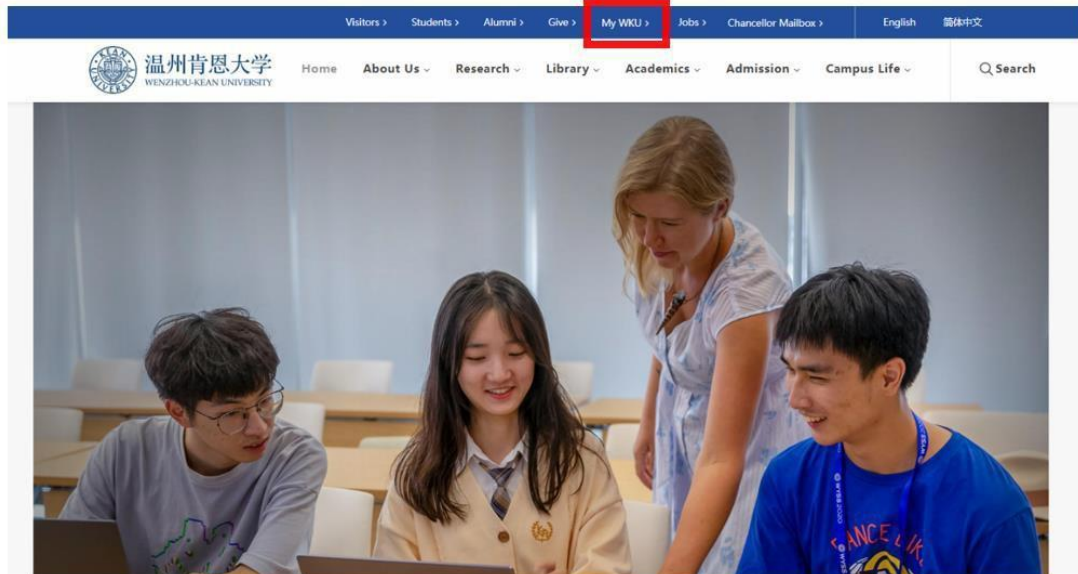 Visitors > Students > Alumni > Give > My WKU > Jobs > Chancellor Mailbox > English 简体中文
温州肯恩大学
WENZHOU-KEAN UNIVERSITY
Home About Us Research Library Academics Admission Campus Life Search